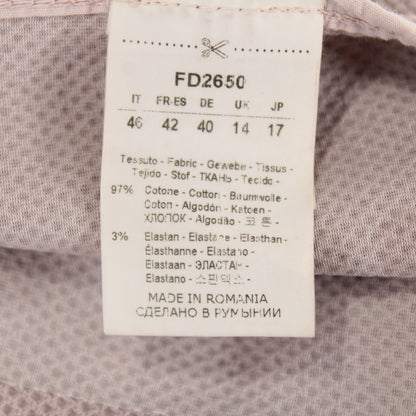 FD2650
IT FR-ES DE UK JP
46 42 40 14 17
Tessuto - Fabric - Gewebe - Tissus -
Tejido - Stof - ТКАНЬ - Tecido -
97% Cotone - Cotton - Baumwolle -
Coton - Algodón - Katoen -
ХЛОПОК - Algodão - 코튼 -
3% Elastan - Elastane - Elasthan -
Élasthanne - Elastano -
Elastaan - ЭЛАСТАН -
Elastano - 스판덱스 -
MADE IN ROMANIA
СДЕЛАНО В РУМЫНИИ